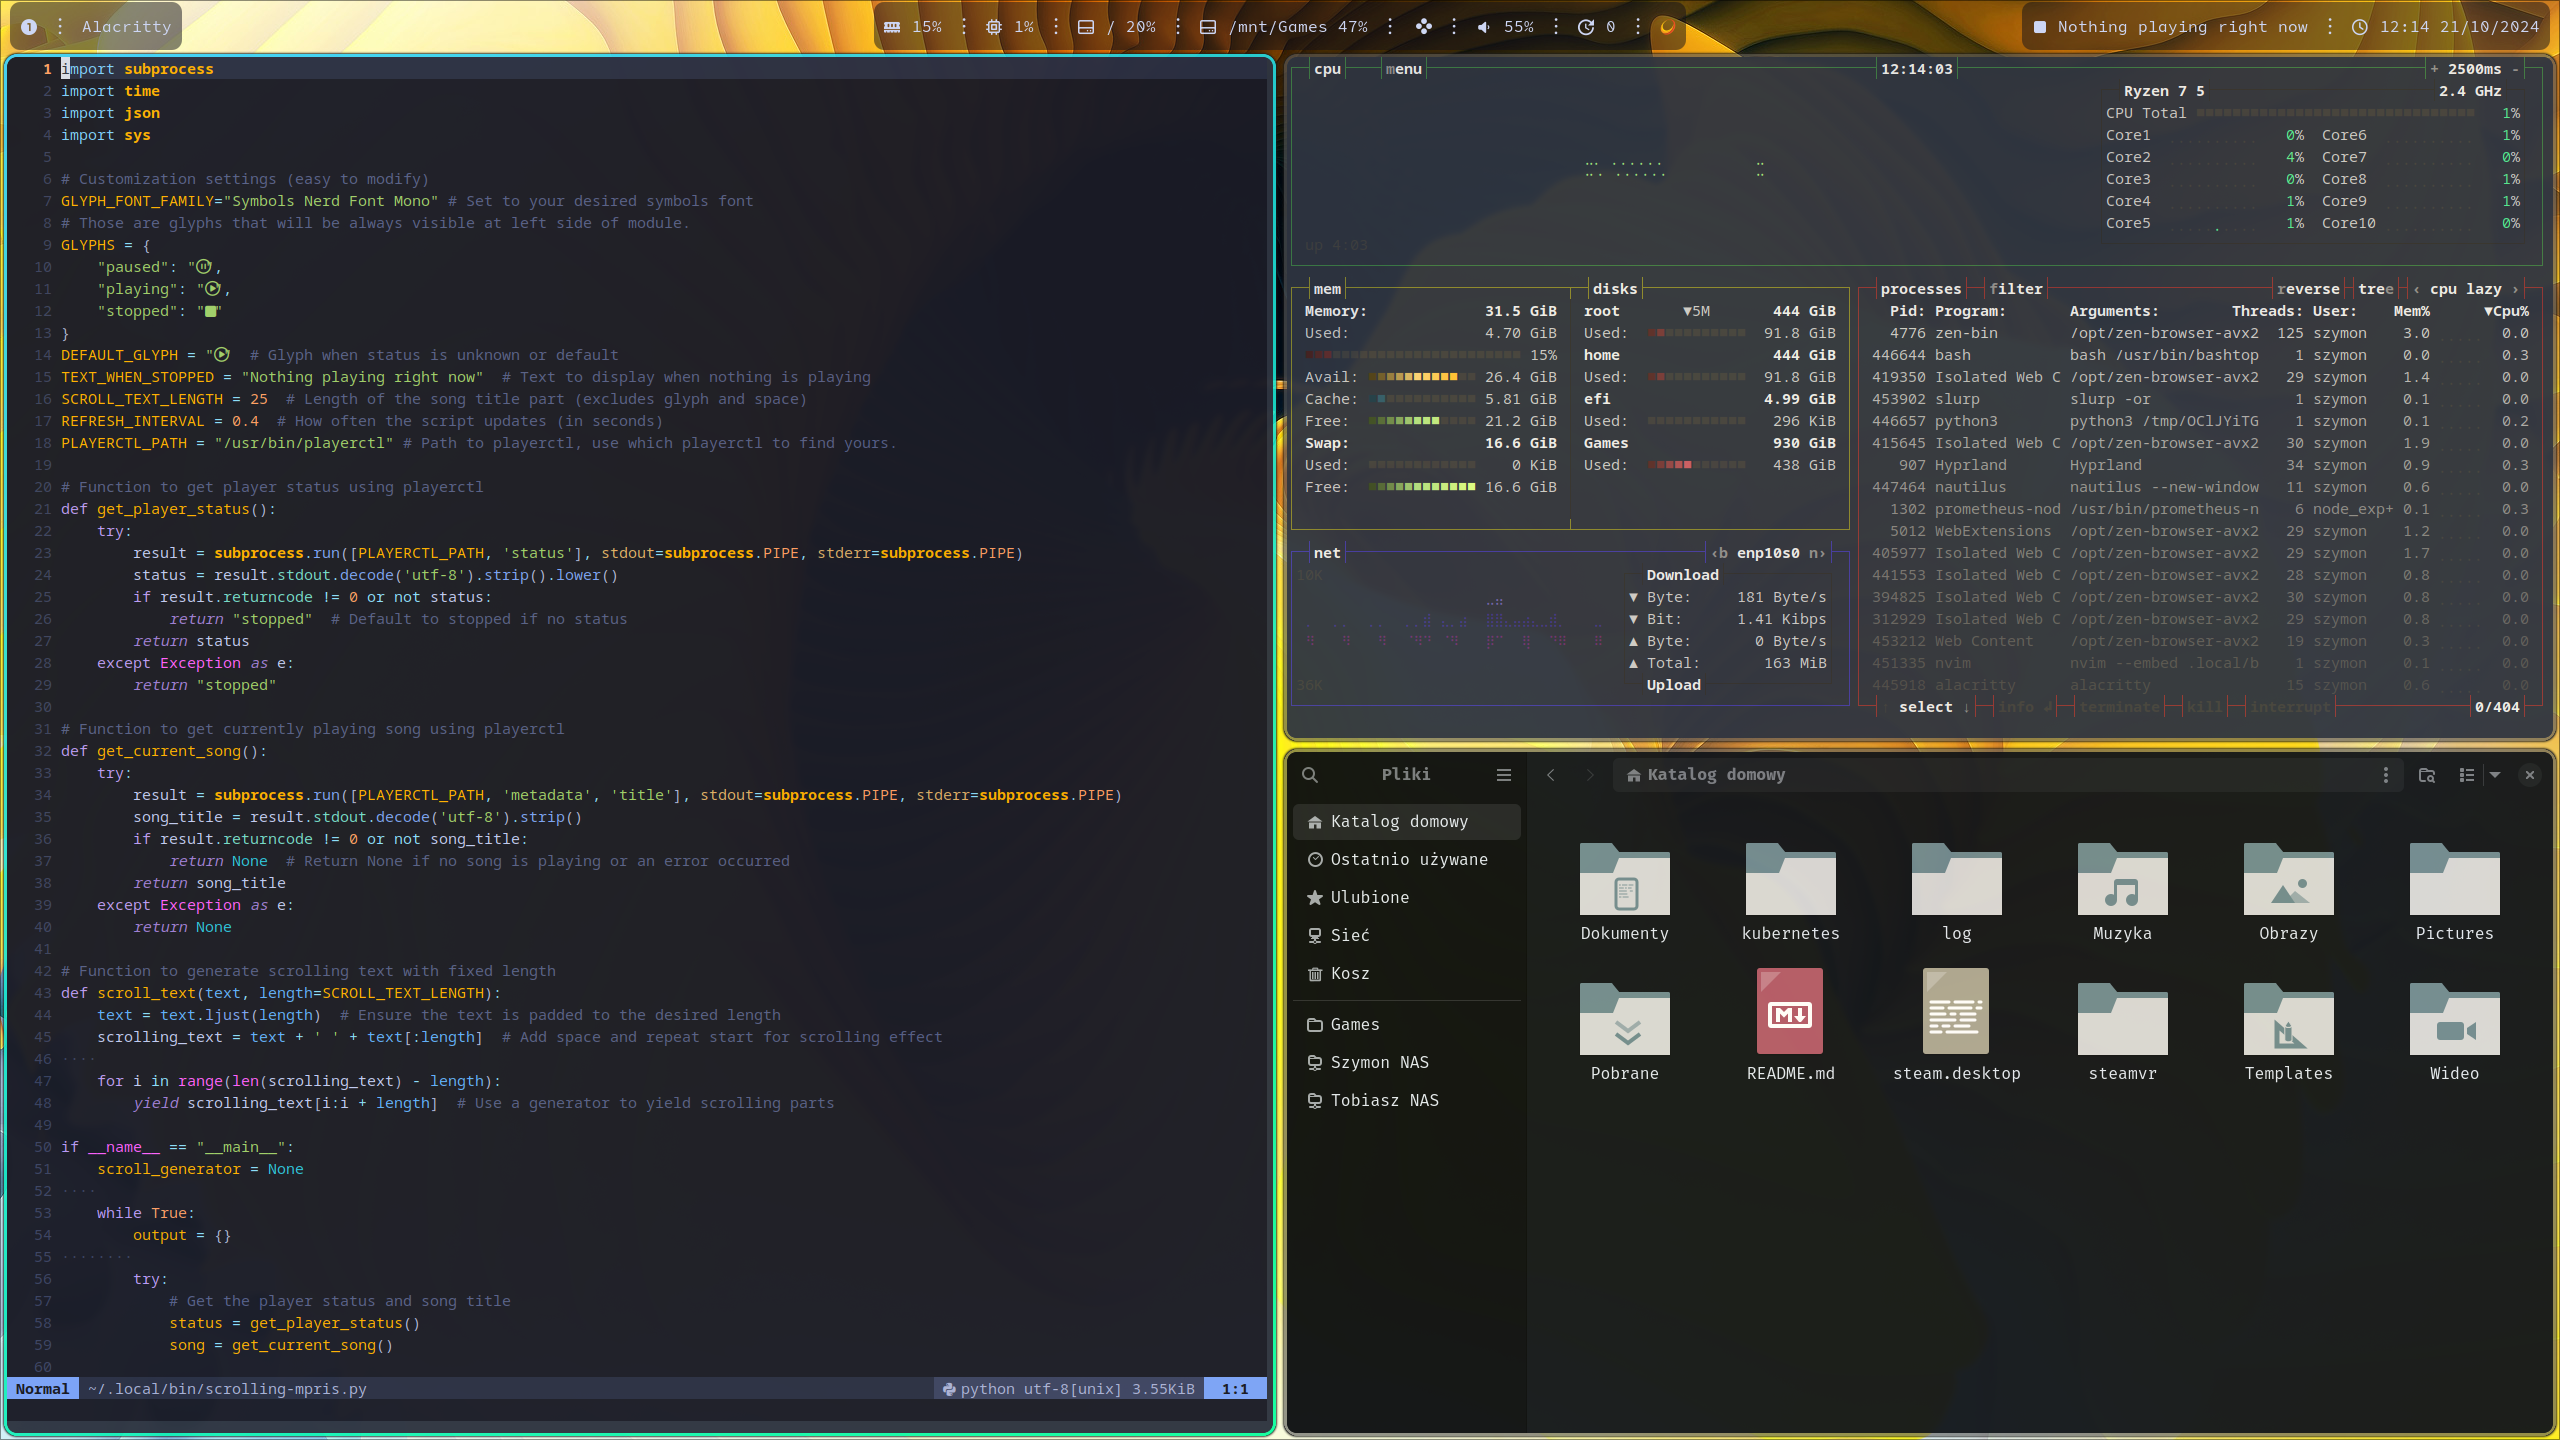 1 ⋮ Alacritty
15% ⋮ 1% ⋮ / 20% ⋮ /mnt/Games 47% ⋮ ⋮ 55% ⋮ 0 ⋮
Nothing playing right now ⋮ 12:14 21/10/2024
1 import subprocess
2 import time
3 import json
4 import sys
5
6 # Customization settings (easy to modify)
7 GLYPH_FONT_FAMILY="Symbols Nerd Font Mono" # Set to your desired symbols font
8 # Those are glyphs that will be always visible at left side of module.
9 GLYPHS = {
10     "paused": "",
11     "playing": "",
12     "stopped": ""
13 }
14 DEFAULT_GLYPH = "  # Glyph when status is unknown or default
15 TEXT_WHEN_STOPPED = "Nothing playing right now"  # Text to display when nothing is playing
16 SCROLL_TEXT_LENGTH = 25  # Length of the song title part (excludes glyph and space)
17 REFRESH_INTERVAL = 0.4  # How often the script updates (in seconds)
18 PLAYERCTL_PATH = "/usr/bin/playerctl" # Path to playerctl, use which playerctl to find yours.
19
20 # Function to get player status using playerctl
21 def get_player_status():
22     try:
23         result = subprocess.run([PLAYERCTL_PATH, 'status'], stdout=subprocess.PIPE, stderr=subprocess.PIPE)
24         status = result.stdout.decode('utf-8').strip().lower()
25         if result.returncode != 0 or not status:
26             return "stopped"  # Default to stopped if no status
27         return status
28     except Exception as e:
29         return "stopped"
30
31 # Function to get currently playing song using playerctl
32 def get_current_song():
33     try:
34         result = subprocess.run([PLAYERCTL_PATH, 'metadata', 'title'], stdout=subprocess.PIPE, stderr=subprocess.PIPE)
35         song_title = result.stdout.decode('utf-8').strip()
36         if result.returncode != 0 or not song_title:
37             return None  # Return None if no song is playing or an error occurred
38         return song_title
39     except Exception as e:
40         return None
41
42 # Function to generate scrolling text with fixed length
43 def scroll_text(text, length=SCROLL_TEXT_LENGTH):
44     text = text.ljust(length)  # Ensure the text is padded to the desired length
45     scrolling_text = text + ' ' + text[:length]  # Add space and repeat start for scrolling effect
46 ····
47     for i in range(len(scrolling_text) - length):
48         yield scrolling_text[i:i + length]  # Use a generator to yield scrolling parts
49
50 if __name__ == "__main__":
51     scroll_generator = None
52 ····
53     while True:
54         output = {}
55 ········
56         try:
57             # Get the player status and song title
58             status = get_player_status()
59             song = get_current_song()
60
Normal ~/.local/bin/scrolling-mpris.py python utf-8[unix] 3.55KiB 1:1
cpu menu 12:14:03 + 2500ms -
Ryzen 7 5 2.4 GHz
CPU Total 1%
Core1 0% Core6 1%
Core2 4% Core7 0%
Core3 0% Core8 1%
Core4 1% Core9 1%
Core5 1% Core10 0%
up 4:03
mem
Memory: 31.5 GiB
Used: 4.70 GiB
15%
Avail: 26.4 GiB
Cache: 5.81 GiB
Free: 21.2 GiB
Swap: 16.6 GiB
Used: 0 KiB
Free: 16.6 GiB
disks
root ▼5M 444 GiB
Used: 91.8 GiB
home 444 GiB
Used: 91.8 GiB
efi 4.99 GiB
Used: 296 KiB
Games 930 GiB
Used: 438 GiB
net ‹b enp10s0 n›
10K
Download
▼ Byte: 181 Byte/s
▼ Bit: 1.41 Kibps
▲ Byte: 0 Byte/s
▲ Total: 163 MiB
Upload
36K
processes filter reverse tree ‹ cpu lazy ›
Pid: Program: Arguments: Threads: User: Mem% ▼Cpu%
4776 zen-bin /opt/zen-browser-avx2 125 szymon 3.0 0.0
446644 bash bash /usr/bin/bashtop 1 szymon 0.0 0.3
419350 Isolated Web C /opt/zen-browser-avx2 29 szymon 1.4 0.0
453902 slurp slurp -or 1 szymon 0.1 0.0
446657 python3 python3 /tmp/OClJYiTG 1 szymon 0.1 0.2
415645 Isolated Web C /opt/zen-browser-avx2 30 szymon 1.9 0.0
907 Hyprland Hyprland 34 szymon 0.9 0.3
447464 nautilus nautilus --new-window 11 szymon 0.6 0.0
1302 prometheus-nod /usr/bin/prometheus-n 6 node_exp+ 0.1 0.3
5012 WebExtensions /opt/zen-browser-avx2 29 szymon 1.2 0.0
405977 Isolated Web C /opt/zen-browser-avx2 29 szymon 1.7 0.0
441553 Isolated Web C /opt/zen-browser-avx2 28 szymon 0.8 0.0
394825 Isolated Web C /opt/zen-browser-avx2 30 szymon 0.8 0.0
312929 Isolated Web C /opt/zen-browser-avx2 29 szymon 0.8 0.0
453212 Web Content /opt/zen-browser-avx2 19 szymon 0.3 0.0
451335 nvim nvim --embed .local/b 1 szymon 0.1 0.0
445918 alacritty alacritty 15 szymon 0.6 0.0
select ↓ info ↲ terminate kill interrupt 0/404
Pliki
Katalog domowy
Ostatnio używane
Ulubione
Sieć
Kosz
Games
Szymon NAS
Tobiasz NAS
Katalog domowy
Dokumenty kubernetes log Muzyka Obrazy Pictures
Pobrane README.md steam.desktop steamvr Templates Wideo